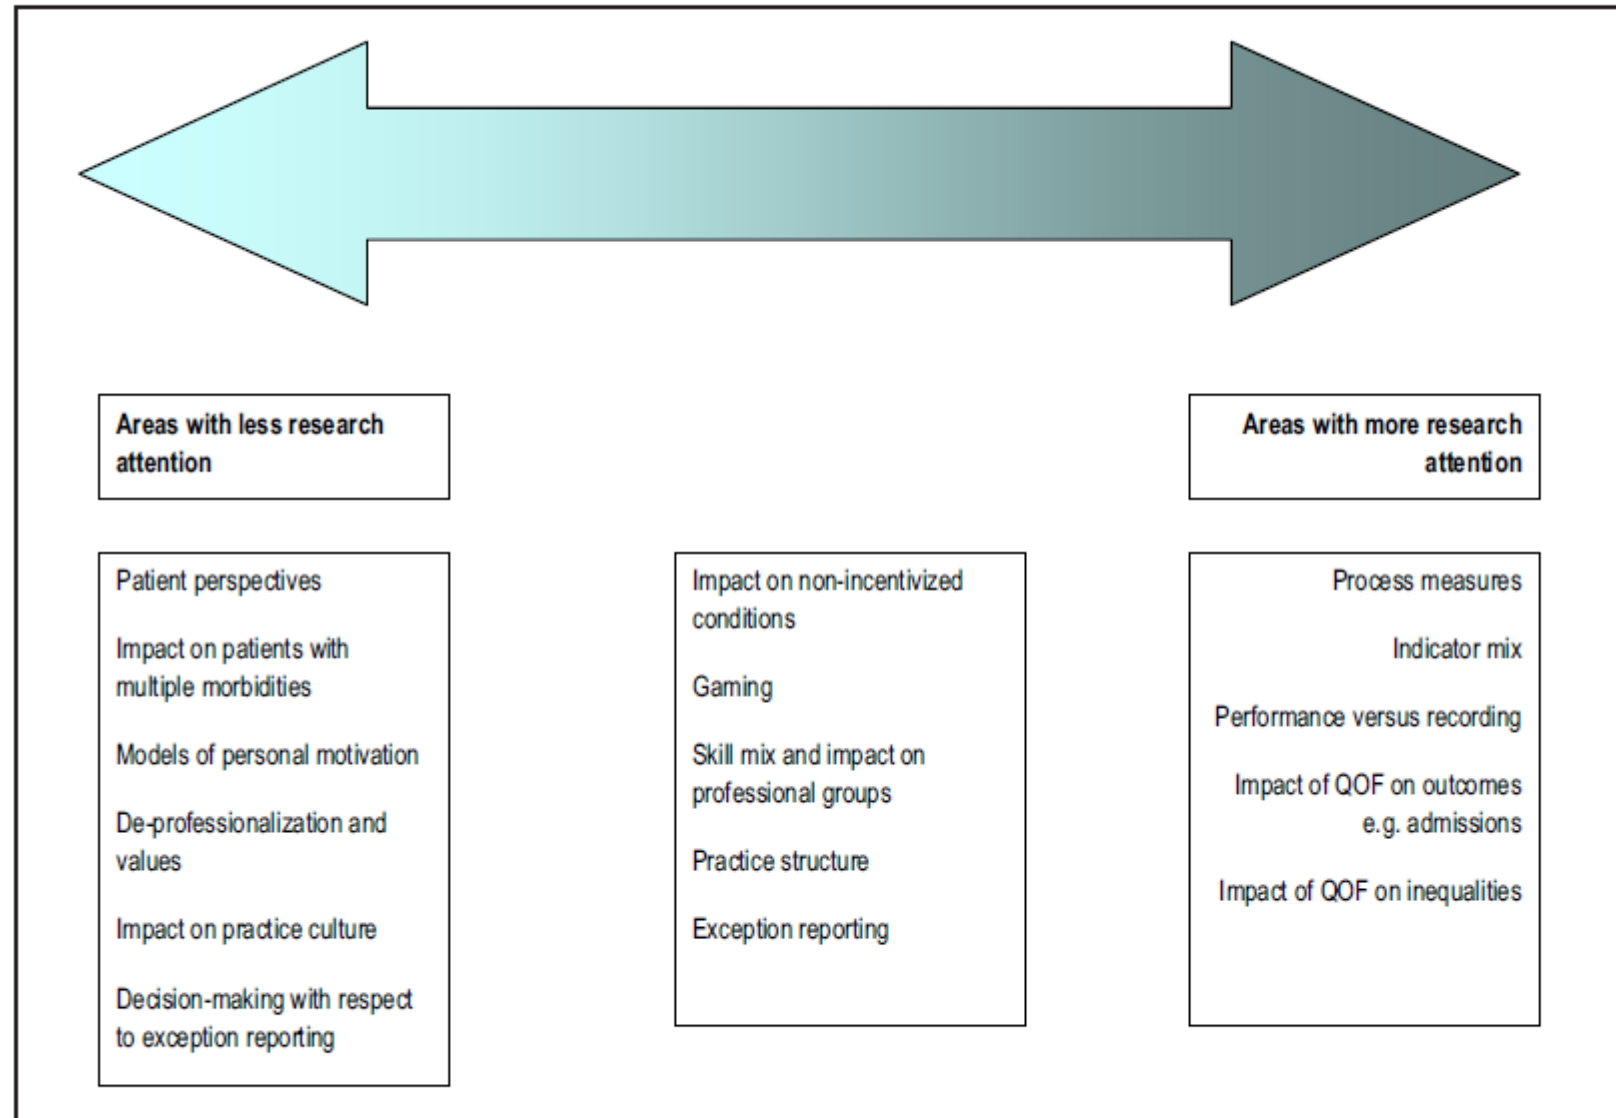 Areas with less research
attention
Areas with more research
attention
Patient perspectives
Impact on patients with
multiple morbidities
Models of personal motivation
De-professionalization and
values
Impact on practice culture
Decision-making with respect
to exception reporting
Impact on non-incentivized
conditions
Gaming
Skill mix and impact on
professional groups
Practice structure
Exception reporting
Process measures
Indicator mix
Performance versus recording
Impact of QOF on outcomes
e.g. admissions
Impact of QOF on inequalities